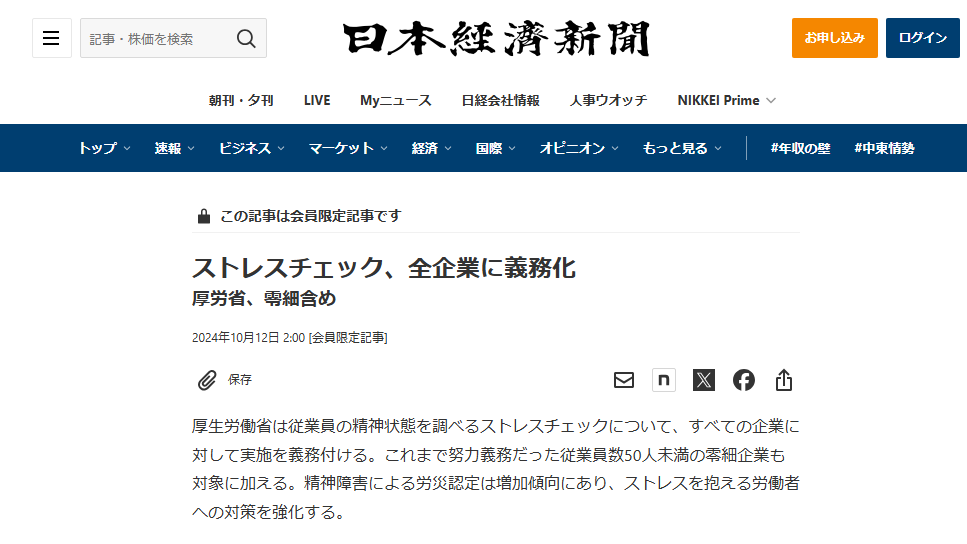 記事・株価を検索
日本経済新聞
お申し込み
ログイン
朝刊・夕刊 LIVE Myニュース 日経会社情報 人事ウオッチ NIKKEI Prime
トップ 速報 ビジネス マーケット 経済 国際 オピニオン もっと見る #年収の壁 #中東情勢
この記事は会員限定記事です
ストレスチェック、全企業に義務化
厚労省、零細含め
2024年10月12日 2:00 [会員限定記事]
保存
n
厚生労働省は従業員の精神状態を調べるストレスチェックについて、すべての企業に
対して実施を義務付ける。これまで努力義務だった従業員数50人未満の零細企業も
対象に加える。精神障害による労災認定は増加傾向にあり、ストレスを抱える労働者
への対策を強化する。